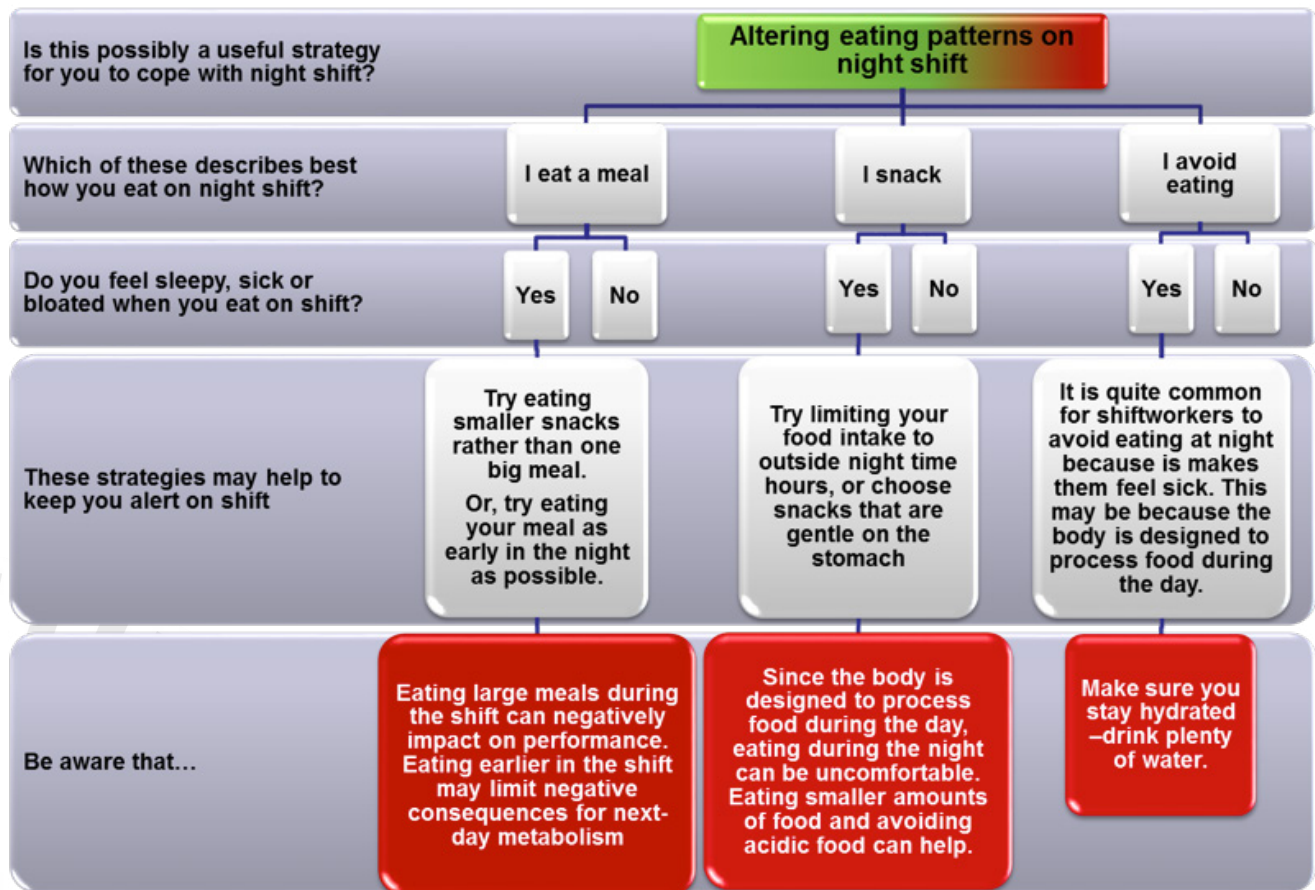 Is this possibly a useful strategy
for you to cope with night shift?
Altering eating patterns on
night shift
Which of these describes best
how you eat on night shift?
I eat a meal
I snack
I avoid
eating
Do you feel sleepy, sick or
bloated when you eat on shift?
Yes
No
Yes
No
Yes
No
These strategies may help to
keep you alert on shift
Try eating
smaller snacks
rather than one
big meal.
Or, try eating
your meal as
early in the night
as possible.
Try limiting your
food intake to
outside night time
hours, or choose
snacks that are
gentle on the
stomach
It is quite common
for shiftworkers to
avoid eating at night
because is makes
them feel sick. This
may be because the
body is designed to
process food during
the day.
Be aware that…
Eating large meals during
the shift can negatively
impact on performance.
Eating earlier in the shift
may limit negative
consequences for next-
day metabolism
Since the body is
designed to process
food during the day,
eating during the night
can be uncomfortable.
Eating smaller amounts
of food and avoiding
acidic food can help.
Make sure you
stay hydrated
–drink plenty
of water.